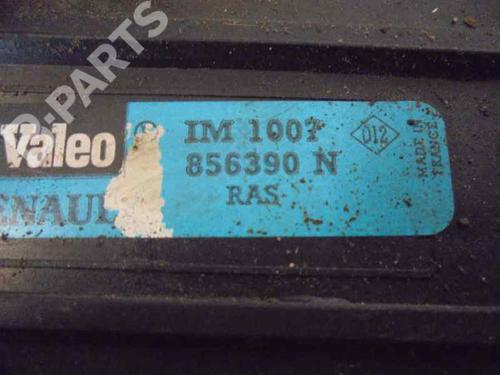 B-PARTS
Valeo
IM 1007
856390 N
RAS
D12
MADE IN
FRANCE